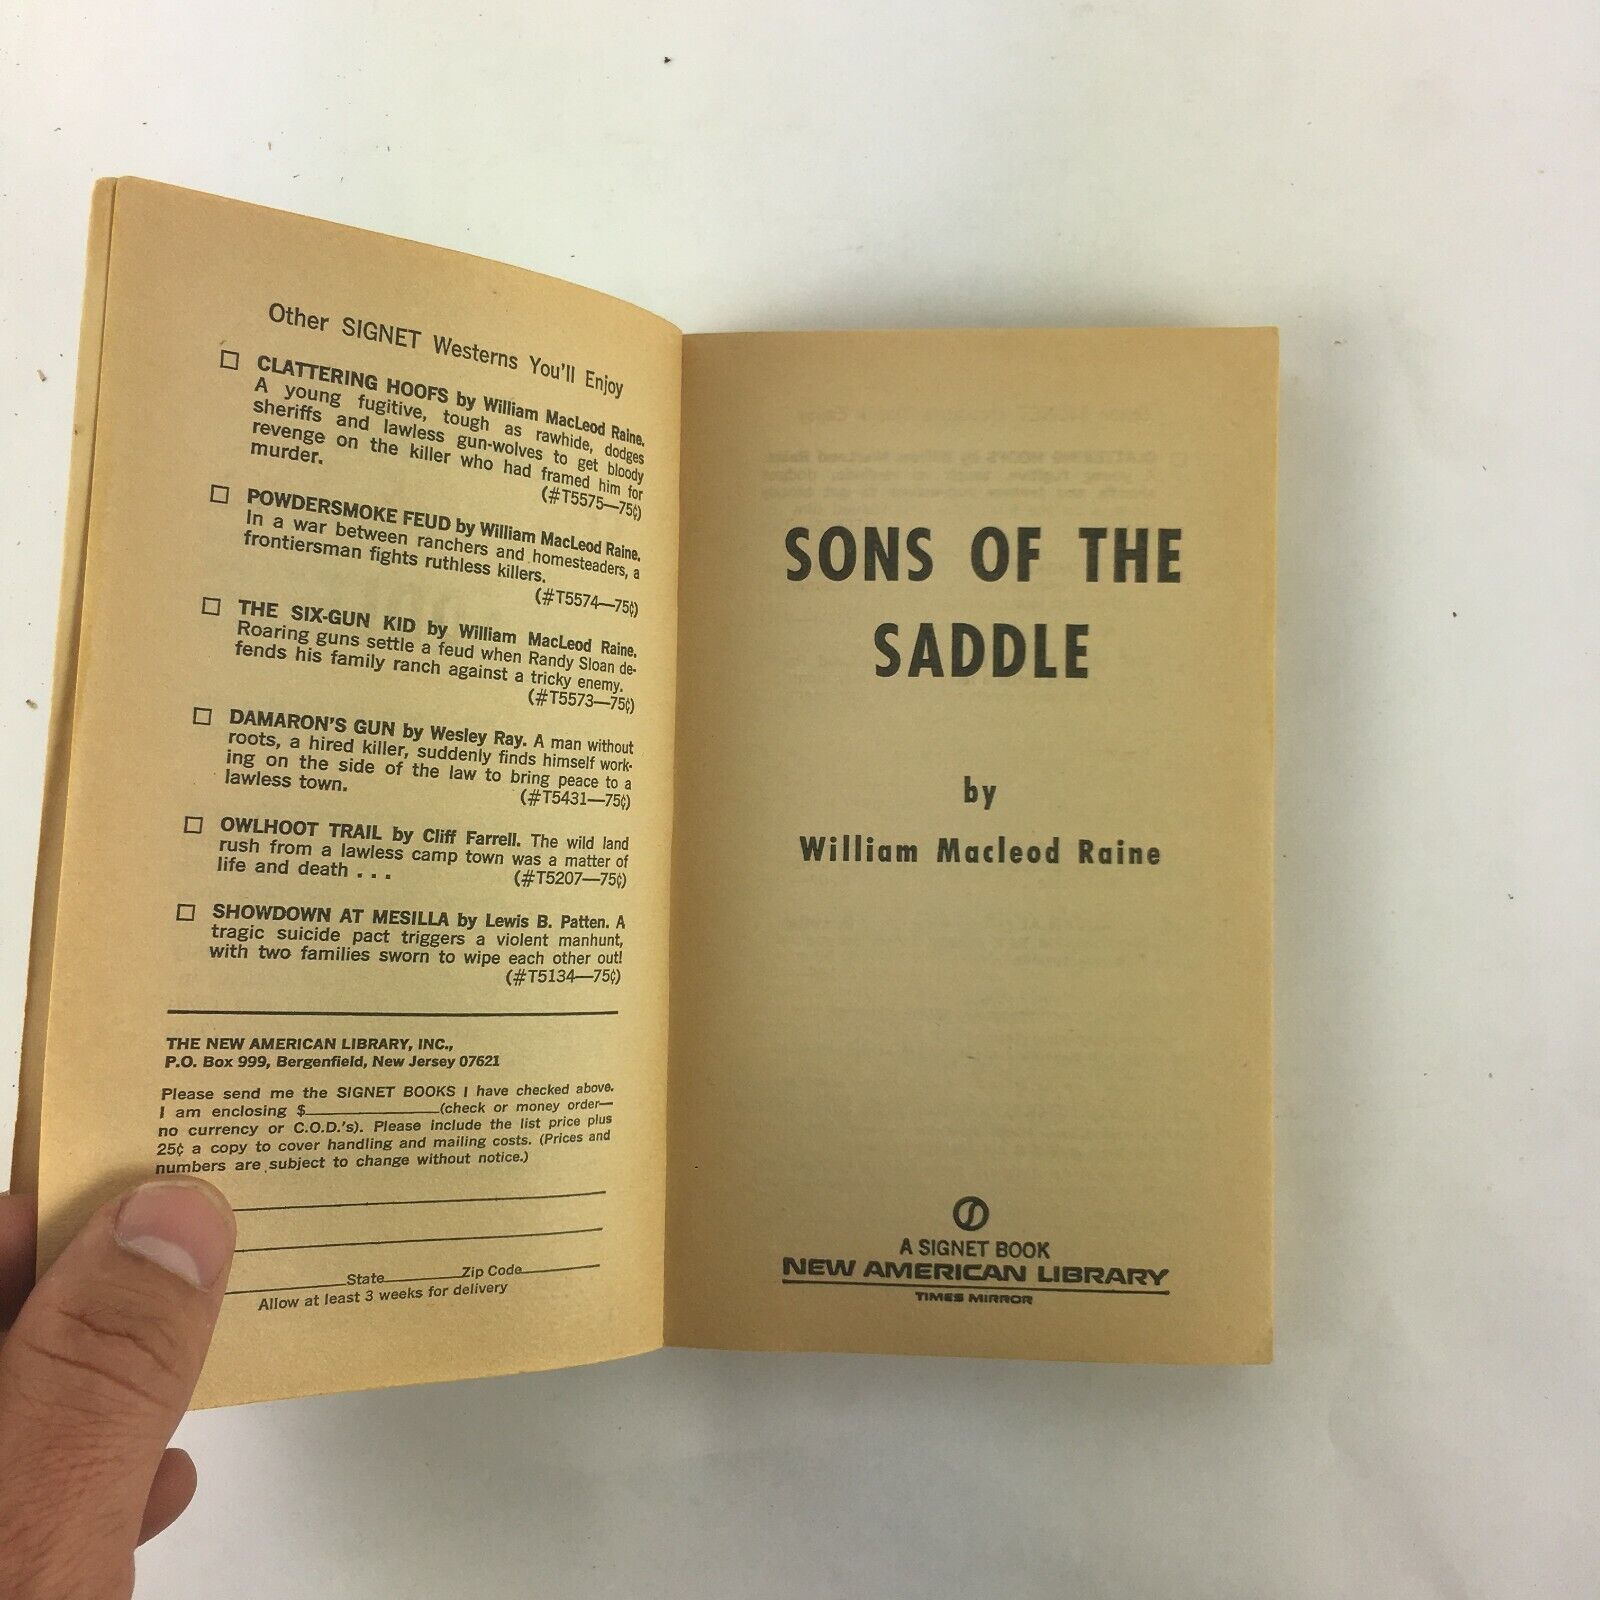 Other SIGNET Westerns You'll Enjoy
CLATTERING HOOFS by William MacLeod Raine.
A young fugitive, tough as rawhide, dodges
sheriffs and lawless gun-wolves to get bloody
revenge on the killer who had framed him for
murder. (#T5575—75¢)
POWDERSMOKE FEUD by William MacLeod Raine.
In a war between ranchers and homesteaders, a
frontiersman fights ruthless killers.
(#T5574—75¢)
THE SIX-GUN KID by William MacLeod Raine.
Roaring guns settle a feud when Randy Sloan de-
fends his family ranch against a tricky enemy.
(#T5573—75¢)
DAMARON'S GUN by Wesley Ray. A man without
roots, a hired killer, suddenly finds himself work-
ing on the side of the law to bring peace to a
lawless town. (#T5431—75¢)
OWLHOOT TRAIL by Cliff Farrell. The wild land
rush from a lawless camp town was a matter of
life and death . . . (#T5207—75¢)
SHOWDOWN AT MESILLA by Lewis B. Patten. A
tragic suicide pact triggers a violent manhunt,
with two families sworn to wipe each other out!
(#T5134—75¢)
THE NEW AMERICAN LIBRARY, INC.,
P.O. Box 999, Bergenfield, New Jersey 07621
Please send me the SIGNET BOOKS I have checked above.
I am enclosing $____________(check or money order—
no currency or C.O.D.'s). Please include the list price plus
25¢ a copy to cover handling and mailing costs. (Prices and
numbers are subject to change without notice.)
State________Zip Code________
Allow at least 3 weeks for delivery
SONS OF THE
SADDLE
by
William Macleod Raine
A SIGNET BOOK
NEW AMERICAN LIBRARY
TIMES MIRROR